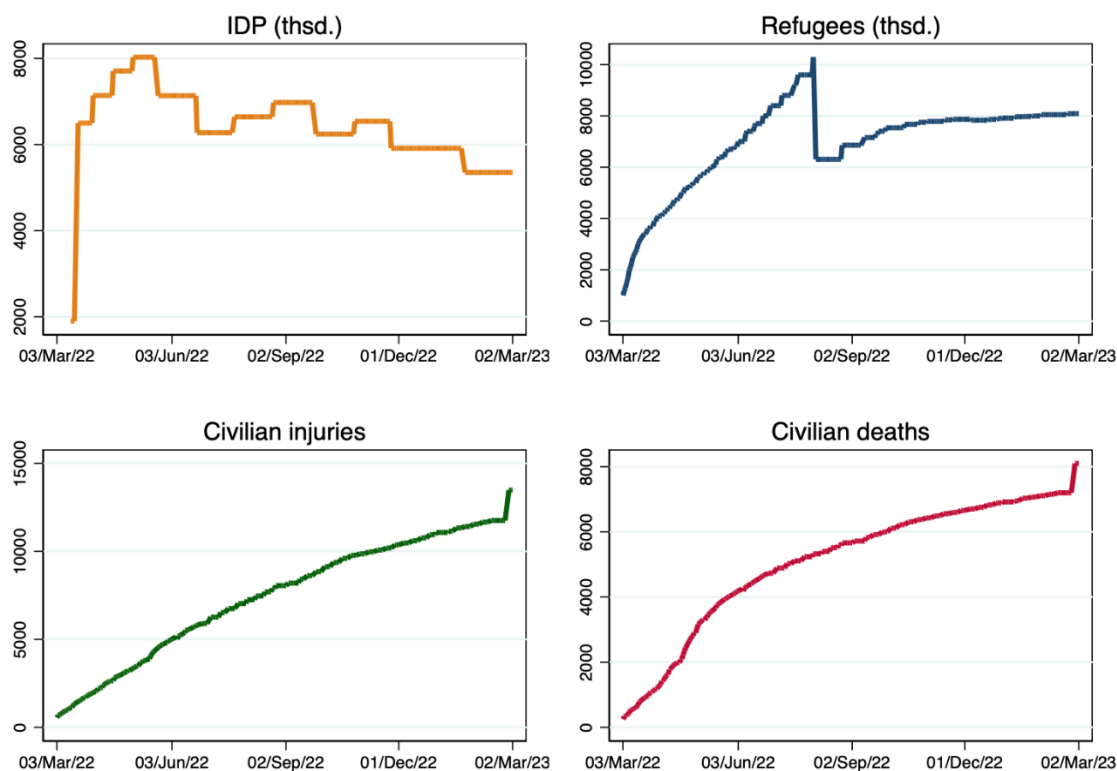 IDP (thsd.)
8000
6000
4000
2000
03/Mar/22 03/Jun/22 02/Sep/22 01/Dec/22 02/Mar/23
Refugees (thsd.)
10000
8000
6000
4000
2000
0
03/Mar/22 03/Jun/22 02/Sep/22 01/Dec/22 02/Mar/23
Civilian injuries
15000
10000
5000
0
03/Mar/22 03/Jun/22 02/Sep/22 01/Dec/22 02/Mar/23
Civilian deaths
8000
6000
4000
2000
0
03/Mar/22 03/Jun/22 02/Sep/22 01/Dec/22 02/Mar/23